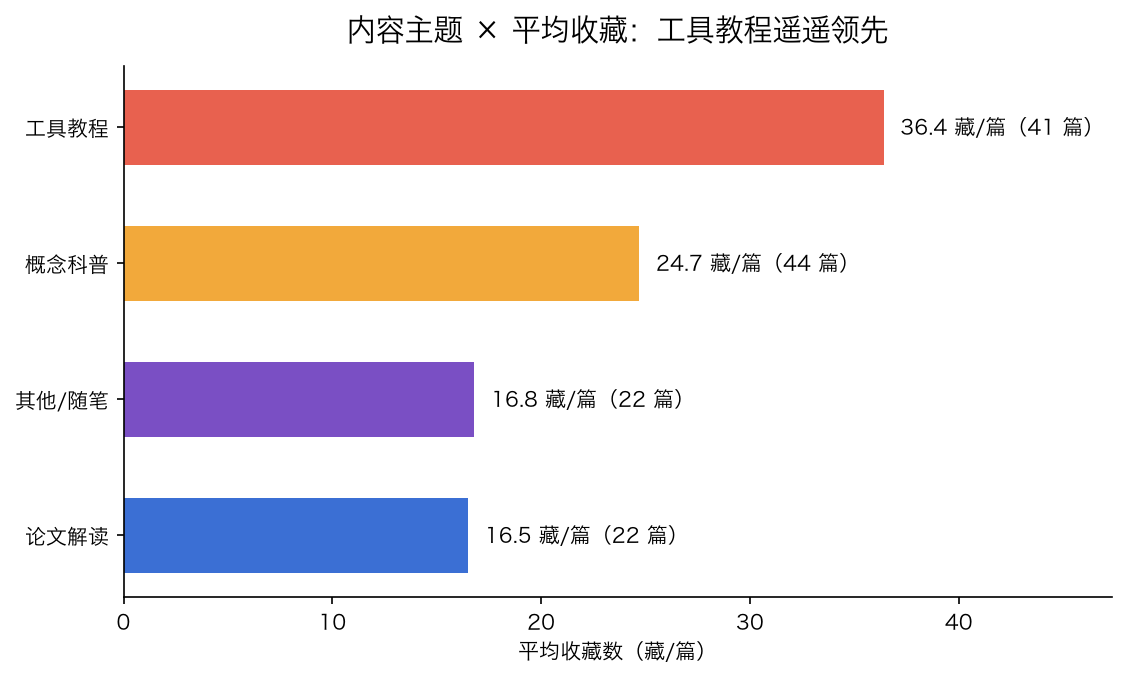 内容主题 × 平均收藏：工具教程遥遥领先
工具教程
36.4 藏/篇（41 篇）
概念科普
24.7 藏/篇（44 篇）
其他/随笔
16.8 藏/篇（22 篇）
论文解读
16.5 藏/篇（22 篇）
0 10 20 30 40
平均收藏数（藏/篇）